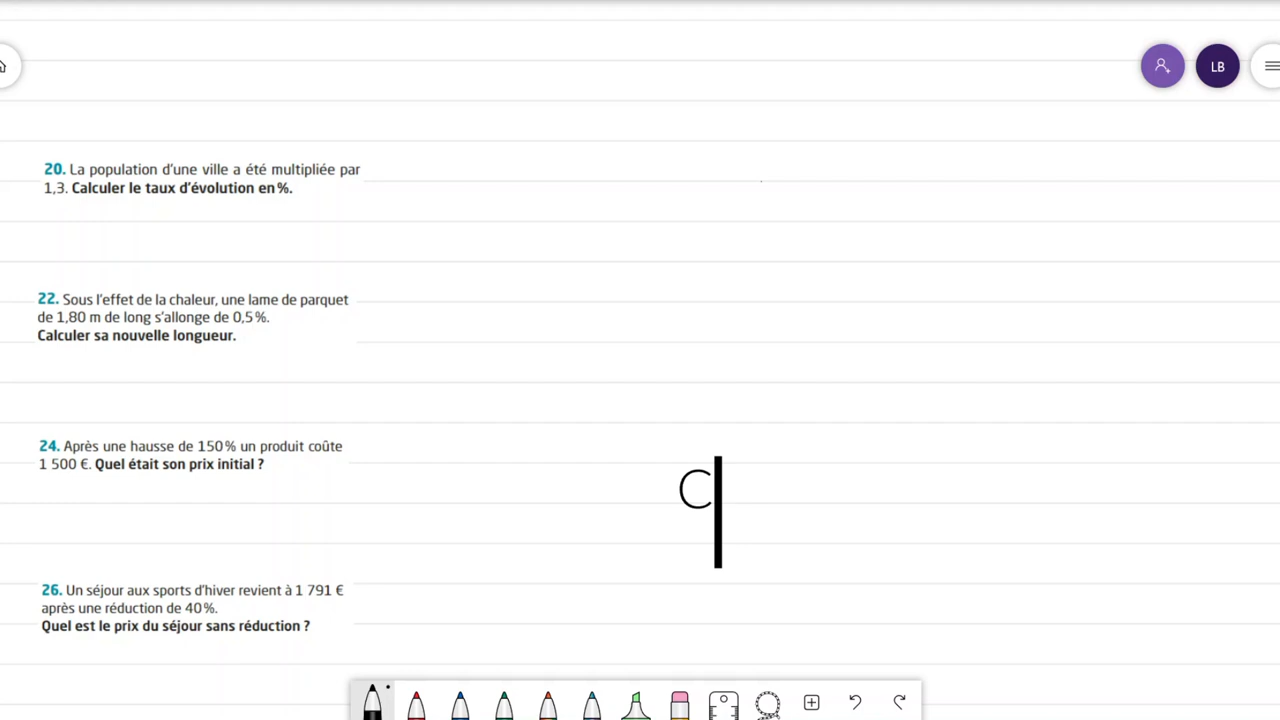 LB
20. La population d'une ville a été multipliée par
1,3. Calculer le taux d'évolution en %.
22. Sous l'effet de la chaleur, une lame de parquet
de 1,80 m de long s'allonge de 0,5 %.
Calculer sa nouvelle longueur.
24. Après une hausse de 150 % un produit coûte
1 500 €. Quel était son prix initial ?
C
26. Un séjour aux sports d'hiver revient à 1 791 €
après une réduction de 40 %.
Quel est le prix du séjour sans réduction ?